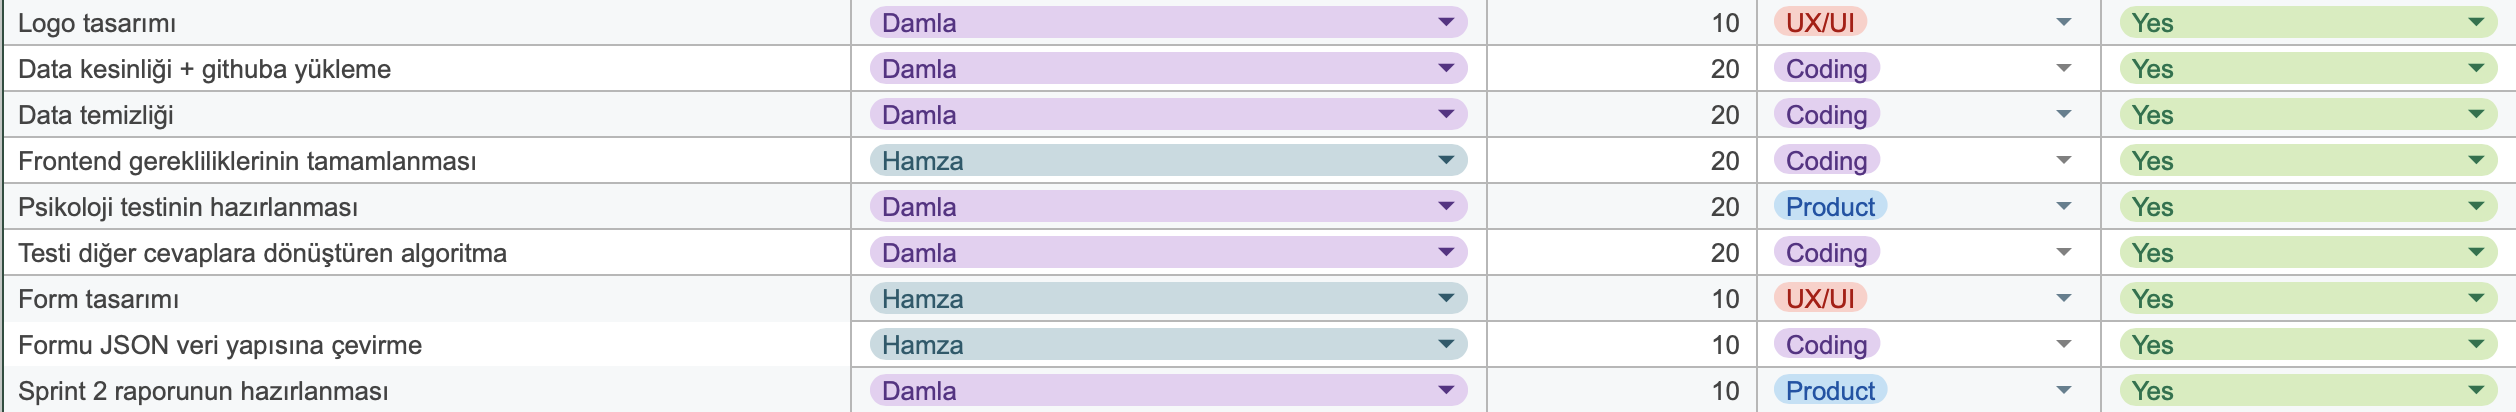 Logo tasarımı Damla 10 UX/UI Yes
Data kesinliği + githuba yükleme Damla 20 Coding Yes
Data temizliği Damla 20 Coding Yes
Frontend gerekliliklerinin tamamlanması Hamza 20 Coding Yes
Psikoloji testinin hazırlanması Damla 20 Product Yes
Testi diğer cevaplara dönüştüren algoritma Damla 20 Coding Yes
Form tasarımı Hamza 10 UX/UI Yes
Formu JSON veri yapısına çevirme Hamza 10 Coding Yes
Sprint 2 raporunun hazırlanması Damla 10 Product Yes